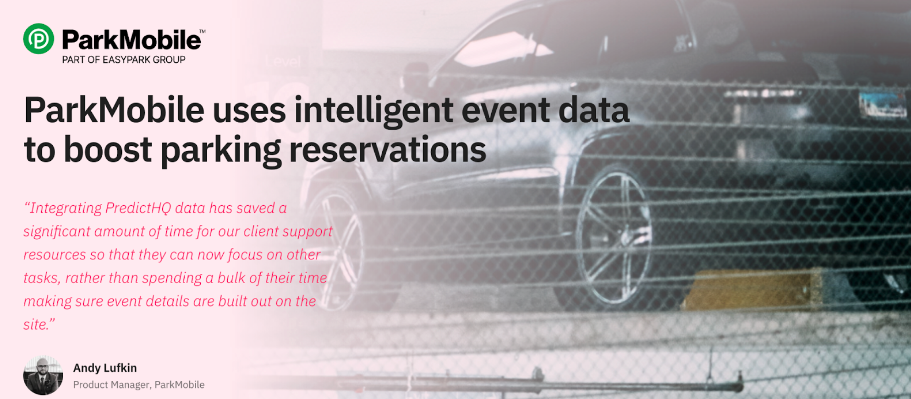 ParkMobile™
PART OF EASYPARK GROUP
ParkMobile uses intelligent event data
to boost parking reservations
“Integrating PredictHQ data has saved a
significant amount of time for our client support
resources so that they can now focus on other
tasks, rather than spending a bulk of their time
making sure event details are built out on the
site.”
Andy Lufkin
Product Manager, ParkMobile